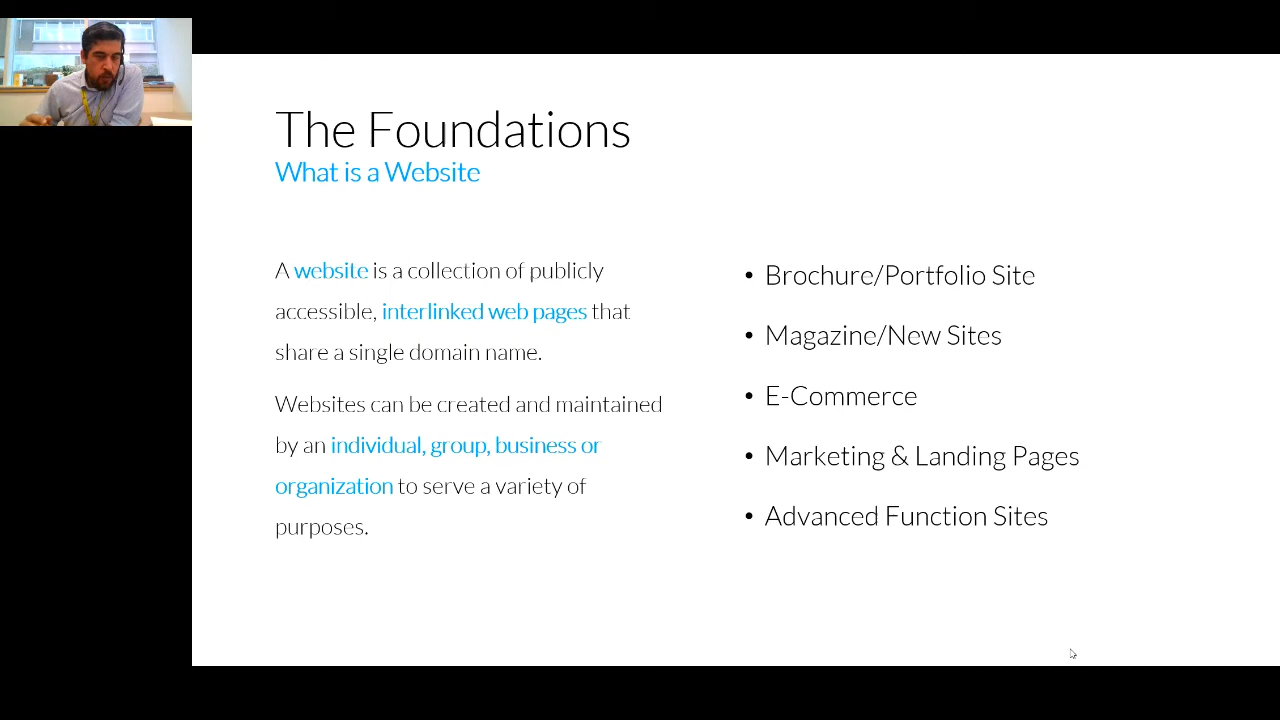 The Foundations
What is a Website
A website is a collection of publicly
accessible, interlinked web pages that
share a single domain name.
Websites can be created and maintained
by an individual, group, business or
organization to serve a variety of
purposes.
• Brochure/Portfolio Site
• Magazine/New Sites
• E-Commerce
• Marketing & Landing Pages
• Advanced Function Sites